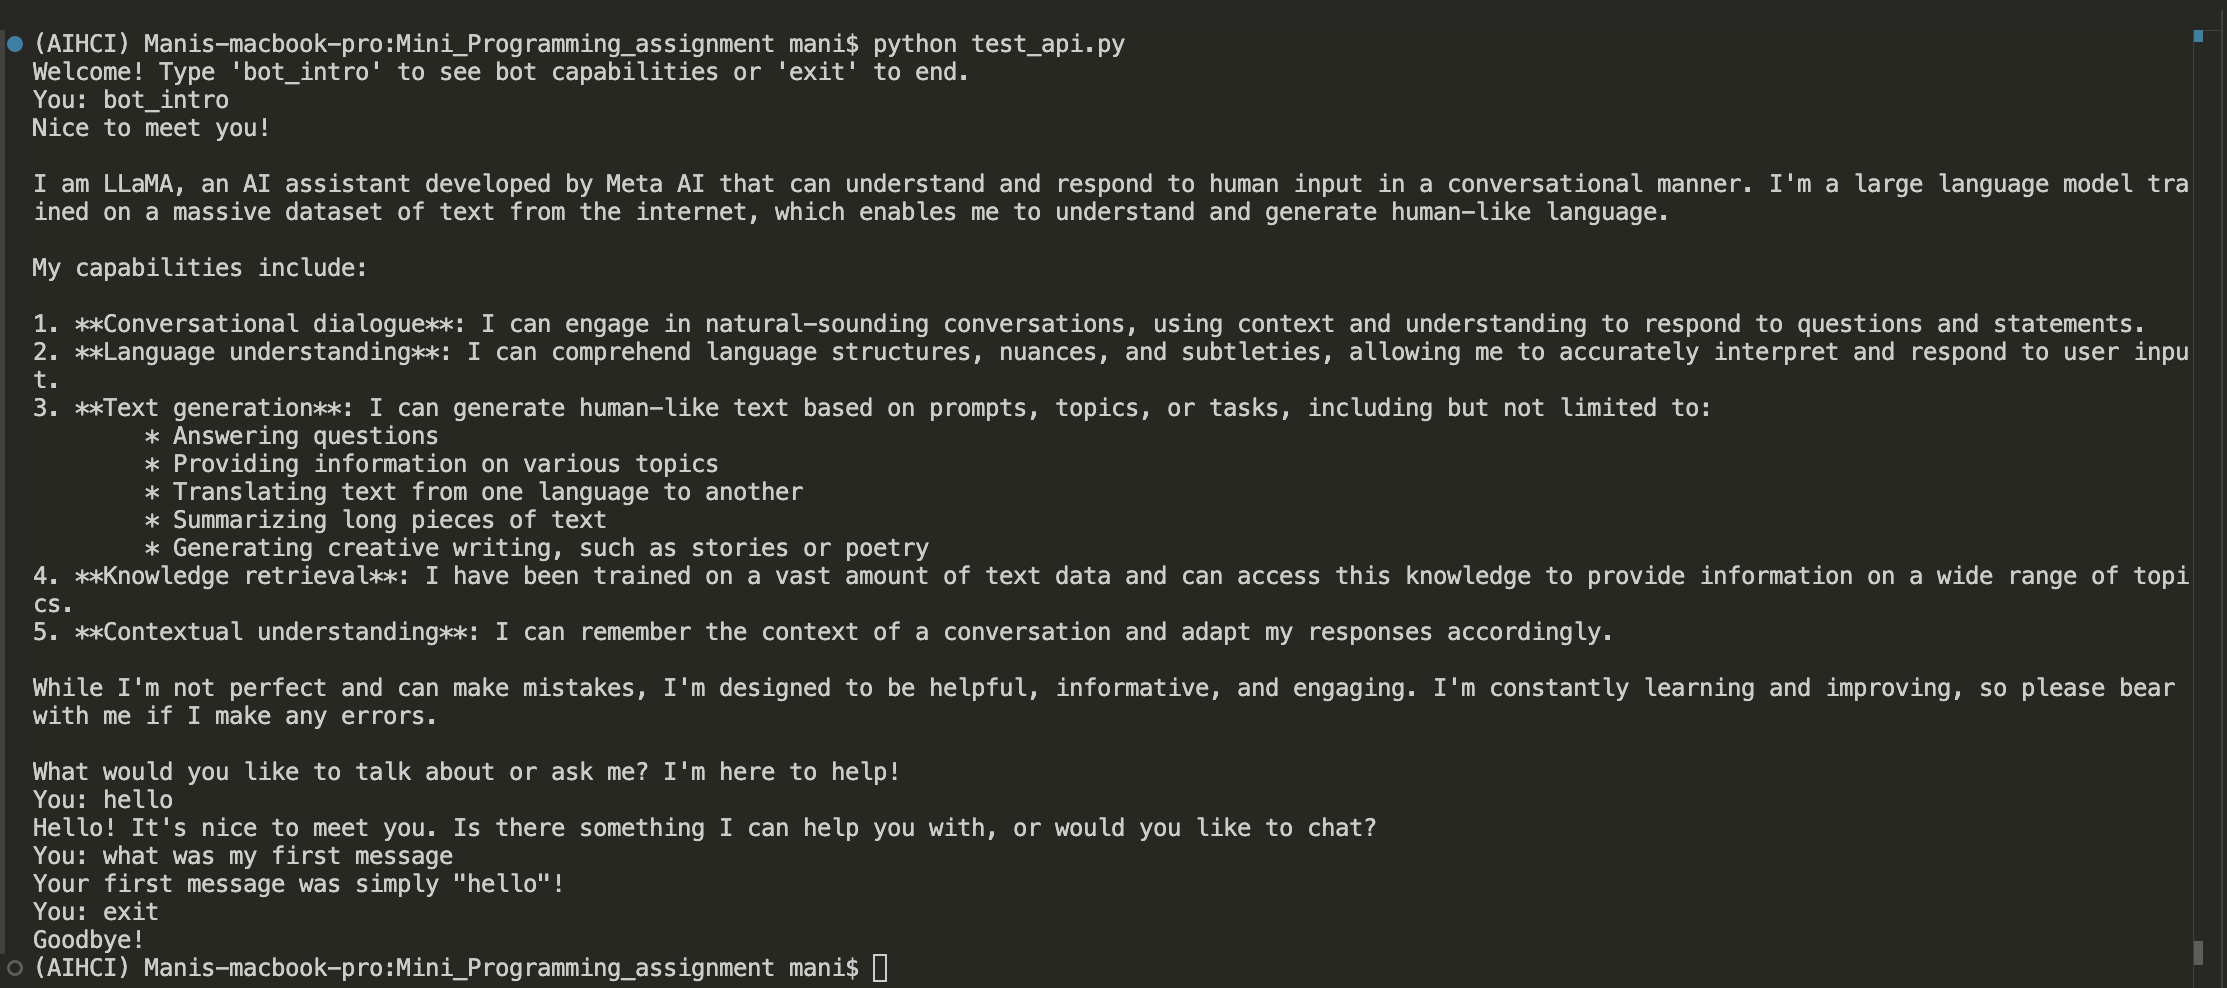 (AIHCI) Manis-macbook-pro:Mini_Programming_assignment mani$ python test_api.py
Welcome! Type 'bot_intro' to see bot capabilities or 'exit' to end.
You: bot_intro
Nice to meet you!
I am LLaMA, an AI assistant developed by Meta AI that can understand and respond to human input in a conversational manner. I'm a large language model tra
ined on a massive dataset of text from the internet, which enables me to understand and generate human-like language.
My capabilities include:
1. **Conversational dialogue**: I can engage in natural-sounding conversations, using context and understanding to respond to questions and statements.
2. **Language understanding**: I can comprehend language structures, nuances, and subtleties, allowing me to accurately interpret and respond to user inpu
t.
3. **Text generation**: I can generate human-like text based on prompts, topics, or tasks, including but not limited to:
* Answering questions
* Providing information on various topics
* Translating text from one language to another
* Summarizing long pieces of text
* Generating creative writing, such as stories or poetry
4. **Knowledge retrieval**: I have been trained on a vast amount of text data and can access this knowledge to provide information on a wide range of topi
cs.
5. **Contextual understanding**: I can remember the context of a conversation and adapt my responses accordingly.
While I'm not perfect and can make mistakes, I'm designed to be helpful, informative, and engaging. I'm constantly learning and improving, so please bear
with me if I make any errors.
What would you like to talk about or ask me? I'm here to help!
You: hello
Hello! It's nice to meet you. Is there something I can help you with, or would you like to chat?
You: what was my first message
Your first message was simply "hello"!
You: exit
Goodbye!
(AIHCI) Manis-macbook-pro:Mini_Programming_assignment mani$